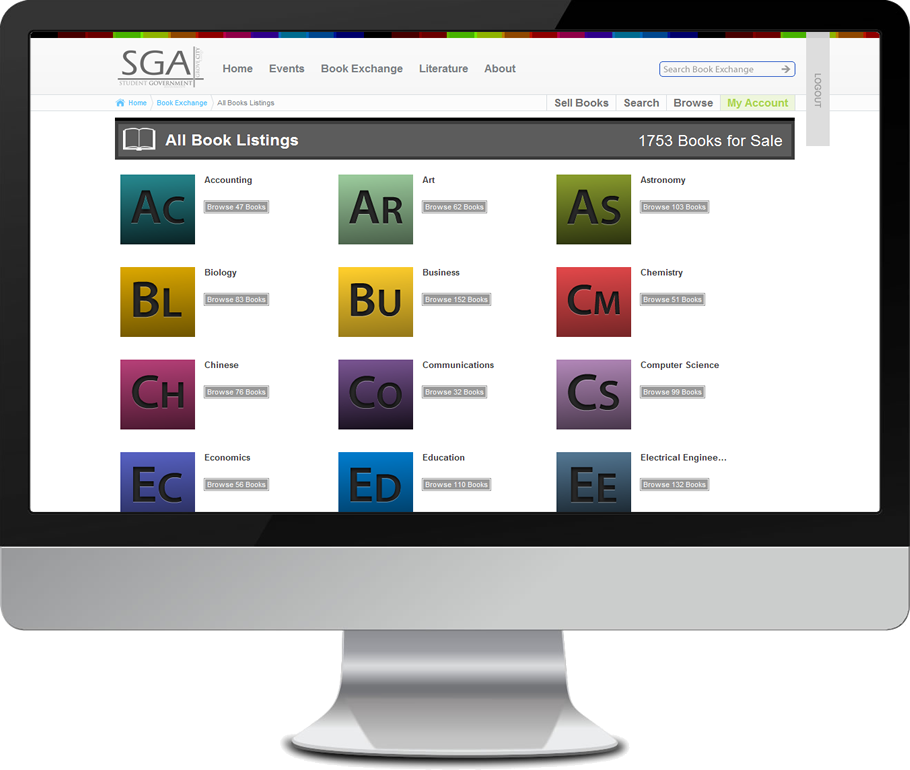 SGA
STUDENT GOVERNMENT
Home Events Book Exchange Literature About
Search Book Exchange
LOGOUT
Home Book Exchange All Books Listings
Sell Books Search Browse My Account
All Book Listings 1753 Books for Sale
AC Accounting
Browse 47 Books
AR Art
Browse 62 Books
AS Astronomy
Browse 103 Books
BL Biology
Browse 83 Books
BU Business
Browse 152 Books
CM Chemistry
Browse 51 Books
CH Chinese
Browse 76 Books
CO Communications
Browse 32 Books
CS Computer Science
Browse 99 Books
EC Economics
Browse 56 Books
ED Education
Browse 110 Books
EE Electrical Enginee...
Browse 132 Books